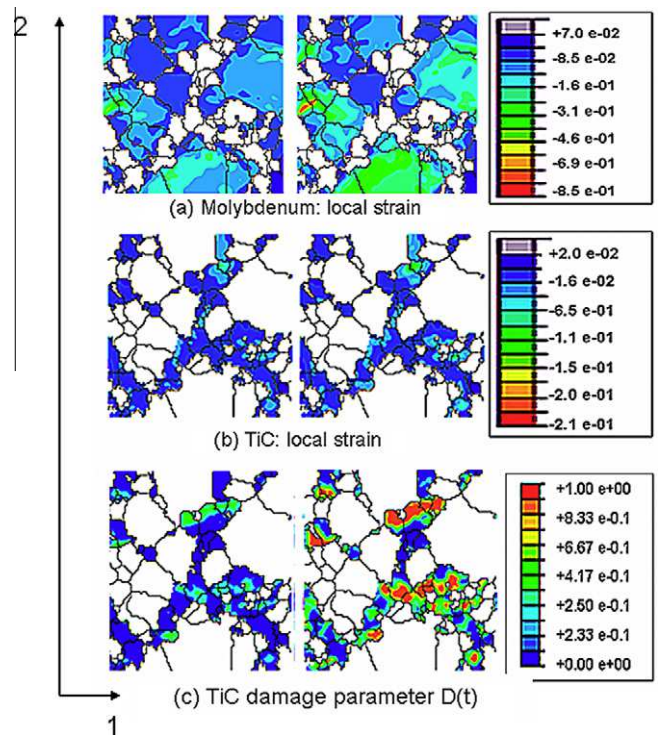 2
+7.0 e-02
-8.5 e-02
-1.6 e-01
-3.1 e-01
-4.6 e-01
-6.9 e-01
-8.5 e-01
(a) Molybdenum: local strain
+2.0 e-02
-1.6 e-02
-6.5 e-01
-1.1 e-01
-1.5 e-01
-2.0 e-01
-2.1 e-01
(b) TiC: local strain
+1.00 e+00
+8.33 e-0.1
+6.67 e-0.1
+4.17 e-0.1
+2.50 e-0.1
+2.33 e-0.1
+0.00 e+00
(c) TiC damage parameter D(t)
1